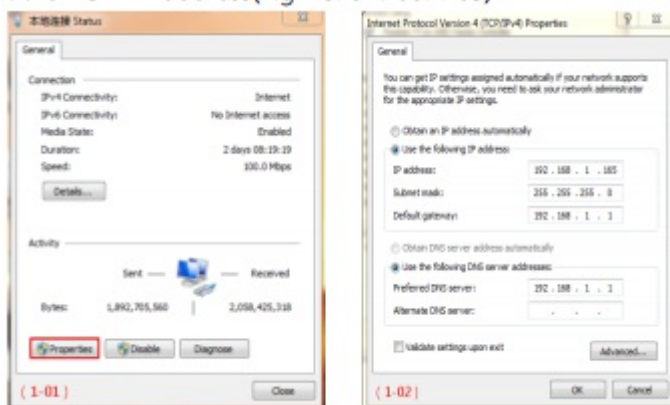 本地连接 Status
General
Connection
IPv4 Connectivity: Internet
IPv6 Connectivity: No Internet access
Media State: Enabled
Duration: 2 days 08:19:19
Speed: 100.0 Mbps
Details...
Activity
Sent Received
Bytes: 1,892,705,560 2,058,425,318
Properties Disable Diagnose
Close
(1-01)
Internet Protocol Version 4 (TCP/IPv4) Properties
General
You can get IP settings assigned automatically if your network supports
this capability. Otherwise, you need to ask your network administrator
for the appropriate IP settings.
Obtain an IP address automatically
Use the following IP address:
IP address: 192 . 168 . 1 . 165
Subnet mask: 255 . 255 . 255 . 0
Default gateway: 192 . 168 . 1 . 1
Obtain DNS server address automatically
Use the following DNS server addresses:
Preferred DNS server: 192 . 168 . 1 . 1
Alternate DNS server: . . .
Validate settings upon exit
Advanced...
OK Cancel
(1-02)